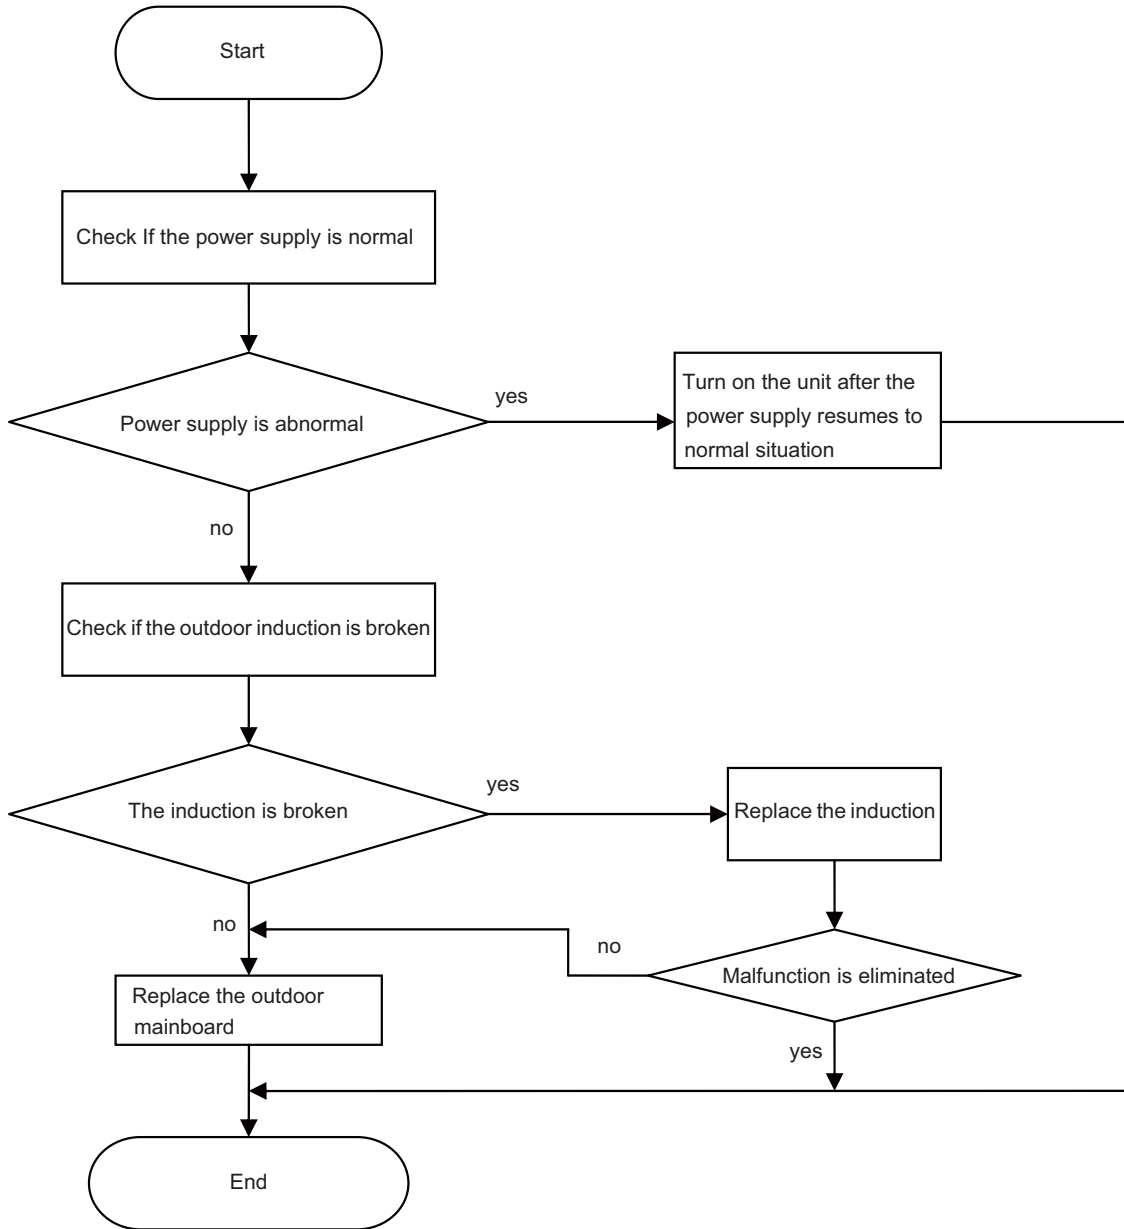 Start
Check If the power supply is normal
Power supply is abnormal
yes
Turn on the unit after the
power supply resumes to
normal situation
no
Check if the outdoor induction is broken
The induction is broken
yes
Replace the induction
no
no
Malfunction is eliminated
Replace the outdoor
mainboard
yes
End